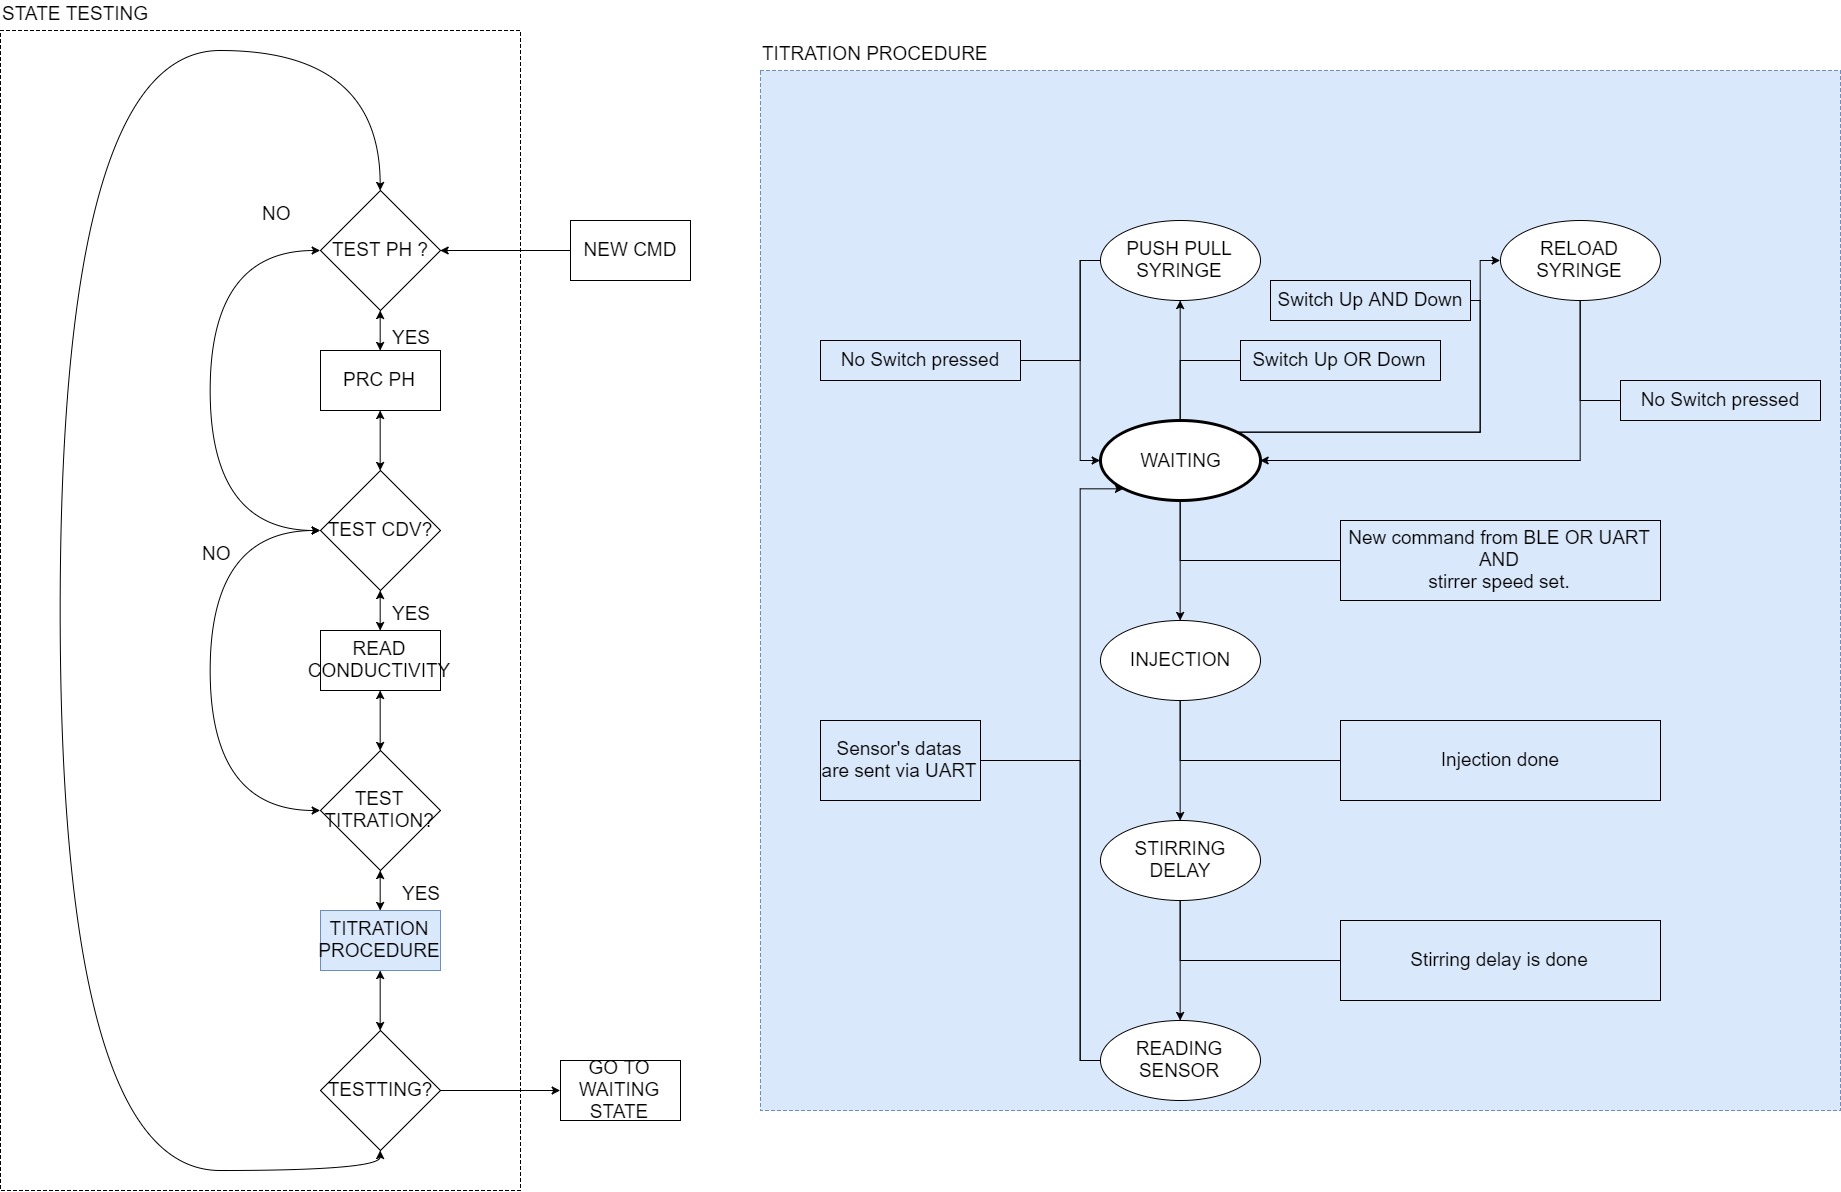 STATE TESTING
NO
TEST PH ?
NEW CMD
YES
PRC PH
TEST CDV?
NO
YES
READ
CONDUCTIVITY
TEST
TITRATION?
YES
TITRATION
PROCEDURE
TESTTING?
GO TO
WAITING
STATE
TITRATION PROCEDURE
PUSH PULL
SYRINGE
RELOAD
SYRINGE
Switch Up AND Down
No Switch pressed
Switch Up OR Down
No Switch pressed
WAITING
New command from BLE OR UART
AND
stirrer speed set.
INJECTION
Sensor's datas
are sent via UART
Injection done
STIRRING
DELAY
Stirring delay is done
READING
SENSOR